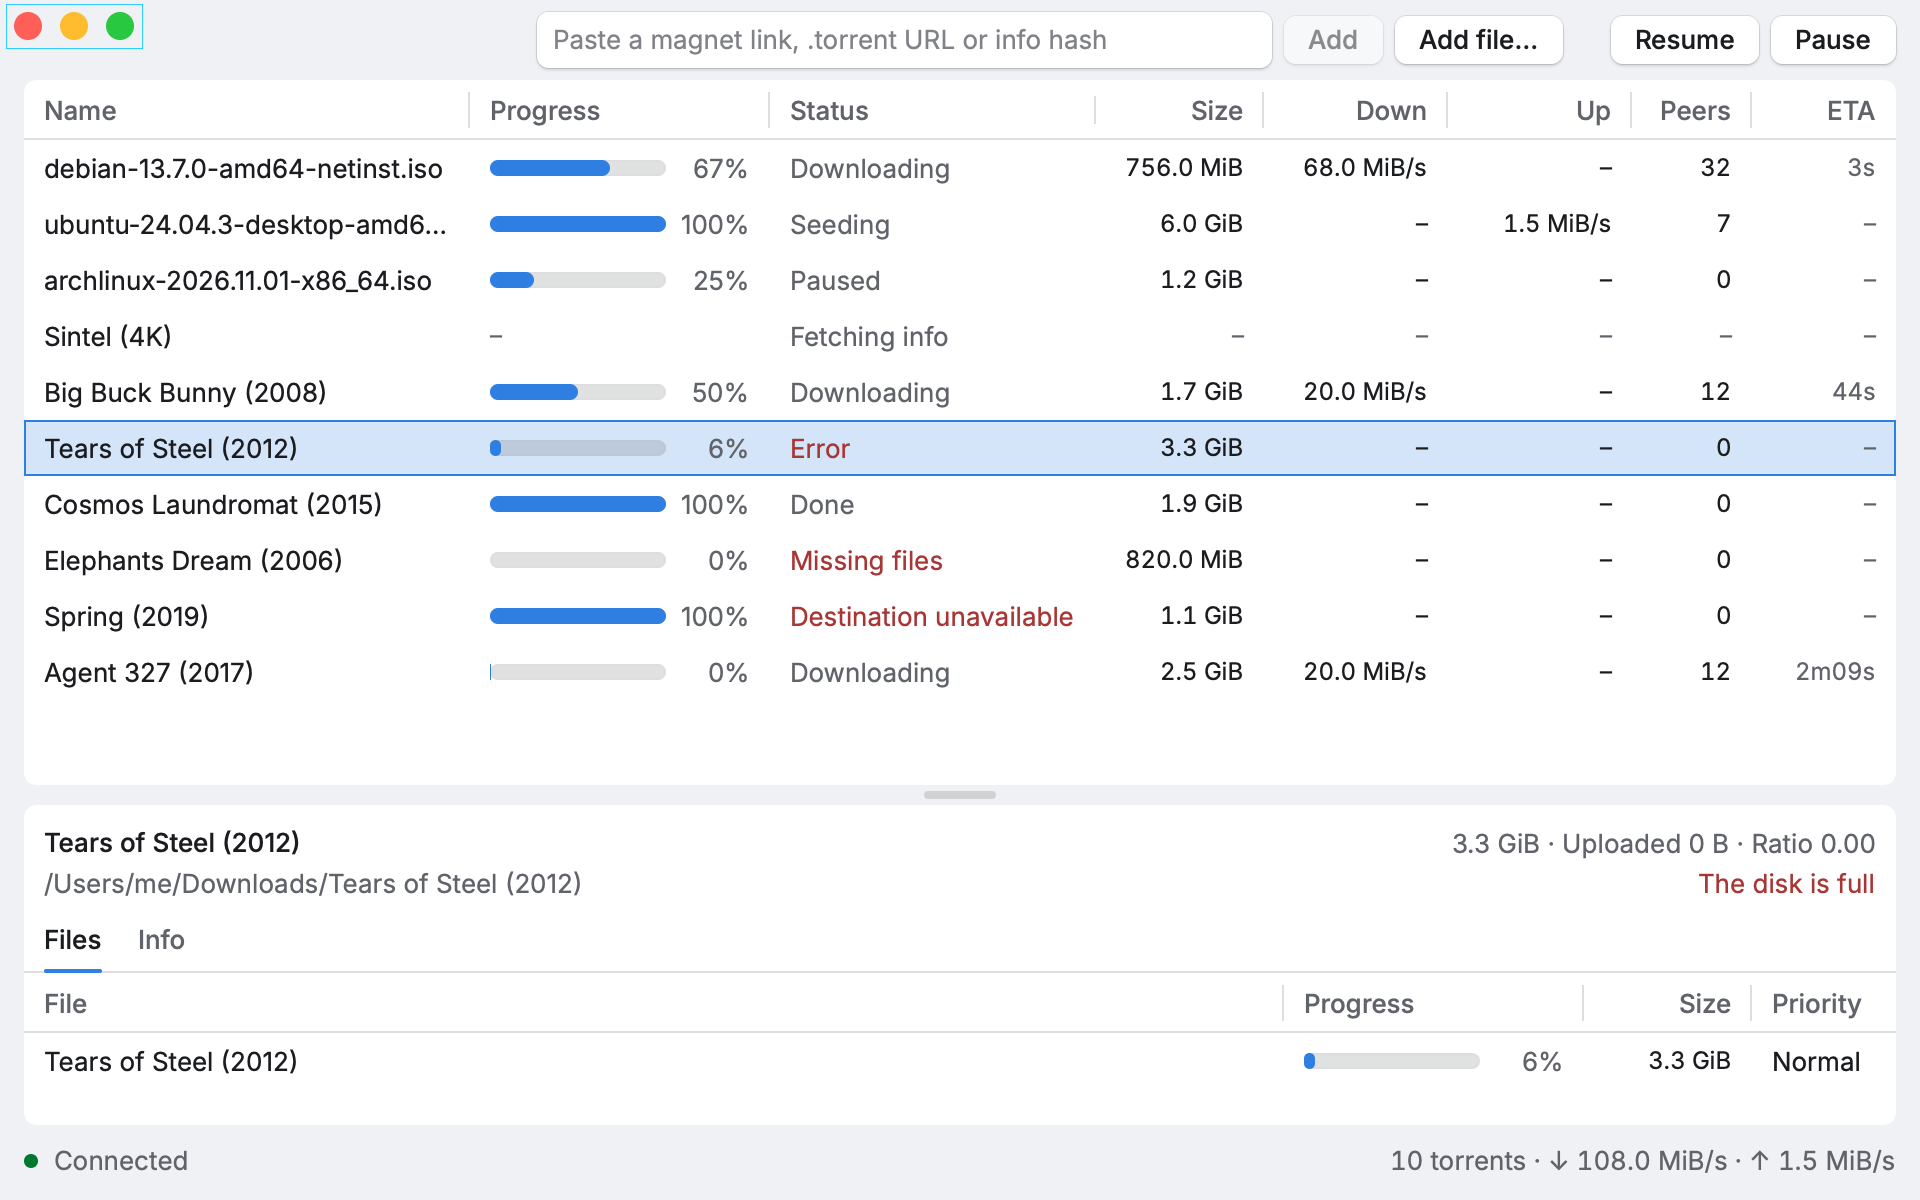 Paste a magnet link, .torrent URL or info hash Add Add file... Resume Pause
Name Progress Status Size Down Up Peers ETA
debian-13.7.0-amd64-netinst.iso 67% Downloading 756.0 MiB 68.0 MiB/s – 32 3s
ubuntu-24.04.3-desktop-amd6... 100% Seeding 6.0 GiB – 1.5 MiB/s 7 –
archlinux-2026.11.01-x86_64.iso 25% Paused 1.2 GiB – – 0 –
Sintel (4K) – Fetching info – – – – –
Big Buck Bunny (2008) 50% Downloading 1.7 GiB 20.0 MiB/s – 12 44s
Tears of Steel (2012) 6% Error 3.3 GiB – – 0 –
Cosmos Laundromat (2015) 100% Done 1.9 GiB – – 0 –
Elephants Dream (2006) 0% Missing files 820.0 MiB – – 0 –
Spring (2019) 100% Destination unavailable 1.1 GiB – – 0 –
Agent 327 (2017) 0% Downloading 2.5 GiB 20.0 MiB/s – 12 2m09s
Tears of Steel (2012) 3.3 GiB · Uploaded 0 B · Ratio 0.00
/Users/me/Downloads/Tears of Steel (2012) The disk is full
Files Info
File Progress Size Priority
Tears of Steel (2012) 6% 3.3 GiB Normal
Connected 10 torrents · ↓ 108.0 MiB/s · ↑ 1.5 MiB/s